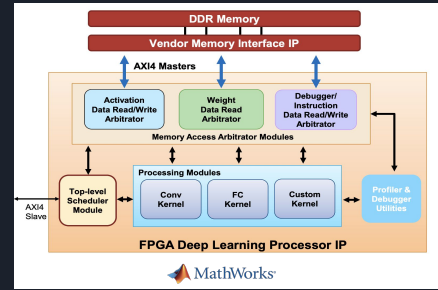 DDR Memory
Vendor Memory Interface IP
AXI4 Masters
Activation
Data Read/Write
Arbitrator
Weight
Data Read
Arbitrator
Debugger/
Instruction
Data Read/Write
Arbitrator
Memory Access Arbitrator Modules
AXI4
Slave
Top-level
Scheduler
Module
Processing Modules
Conv
Kernel
FC
Kernel
Custom
Kernel
Profiler &
Debugger
Utilities
FPGA Deep Learning Processor IP
MathWorks®